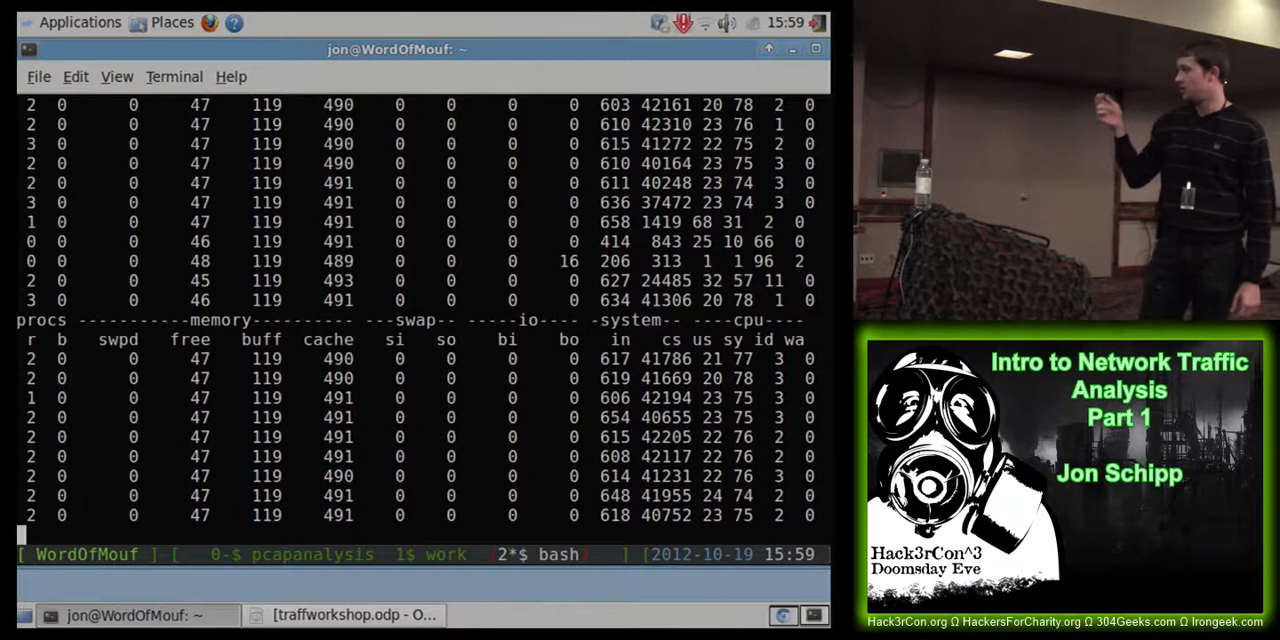 Applications Places 15:59
jon@WordOfMouf: ~
File Edit View Terminal Help
2 0 0 47 119 490 0 0 0 0 603 42161 20 78 2 0
2 0 0 47 119 490 0 0 0 0 610 42310 23 76 1 0
3 0 0 47 119 490 0 0 0 0 615 41272 22 75 2 0
2 0 0 47 119 490 0 0 0 0 610 40164 23 75 3 0
2 0 0 47 119 491 0 0 0 0 611 40248 23 74 3 0
3 0 0 47 119 491 0 0 0 0 636 37472 23 74 3 0
1 0 0 47 119 491 0 0 0 0 658 1419 68 31 2 0
0 0 0 46 119 491 0 0 0 0 414 843 25 10 66 0
0 0 0 48 119 489 0 0 0 16 206 313 1 1 96 2
2 0 0 45 119 493 0 0 0 0 627 24485 32 57 11 0
3 0 0 46 119 491 0 0 0 0 634 41306 20 78 1 0
procs -----------memory---------- ---swap-- -----io---- -system-- ----cpu----
r b swpd free buff cache si so bi bo in cs us sy id wa
2 0 0 47 119 490 0 0 0 0 617 41786 21 77 3 0
2 0 0 47 119 490 0 0 0 0 619 41669 20 78 3 0
1 0 0 47 119 491 0 0 0 0 606 42194 23 75 3 0
2 0 0 47 119 491 0 0 0 0 654 40655 23 75 3 0
2 0 0 47 119 491 0 0 0 0 615 42205 22 76 2 0
2 0 0 47 119 491 0 0 0 0 608 42117 22 76 2 0
2 0 0 47 119 490 0 0 0 0 614 41231 22 76 3 0
2 0 0 47 119 491 0 0 0 0 648 41955 24 74 2 0
2 0 0 47 119 491 0 0 0 0 618 40752 23 75 2 0
[ WordOfMouf ] [ 0-$ pcapanalysis 1$ work (2*$ bash) ] [2012-10-19 15:59
jon@WordOfMouf: ~ [traffworkshop.odp - O...
Intro to Network Traffic
Analysis
Part 1
Jon Schipp
Hack3rCon^3
Doomsday Eve
Hack3rCon.org Ω HackersForCharity.org Ω 304Geeks.com Ω Irongeek.com